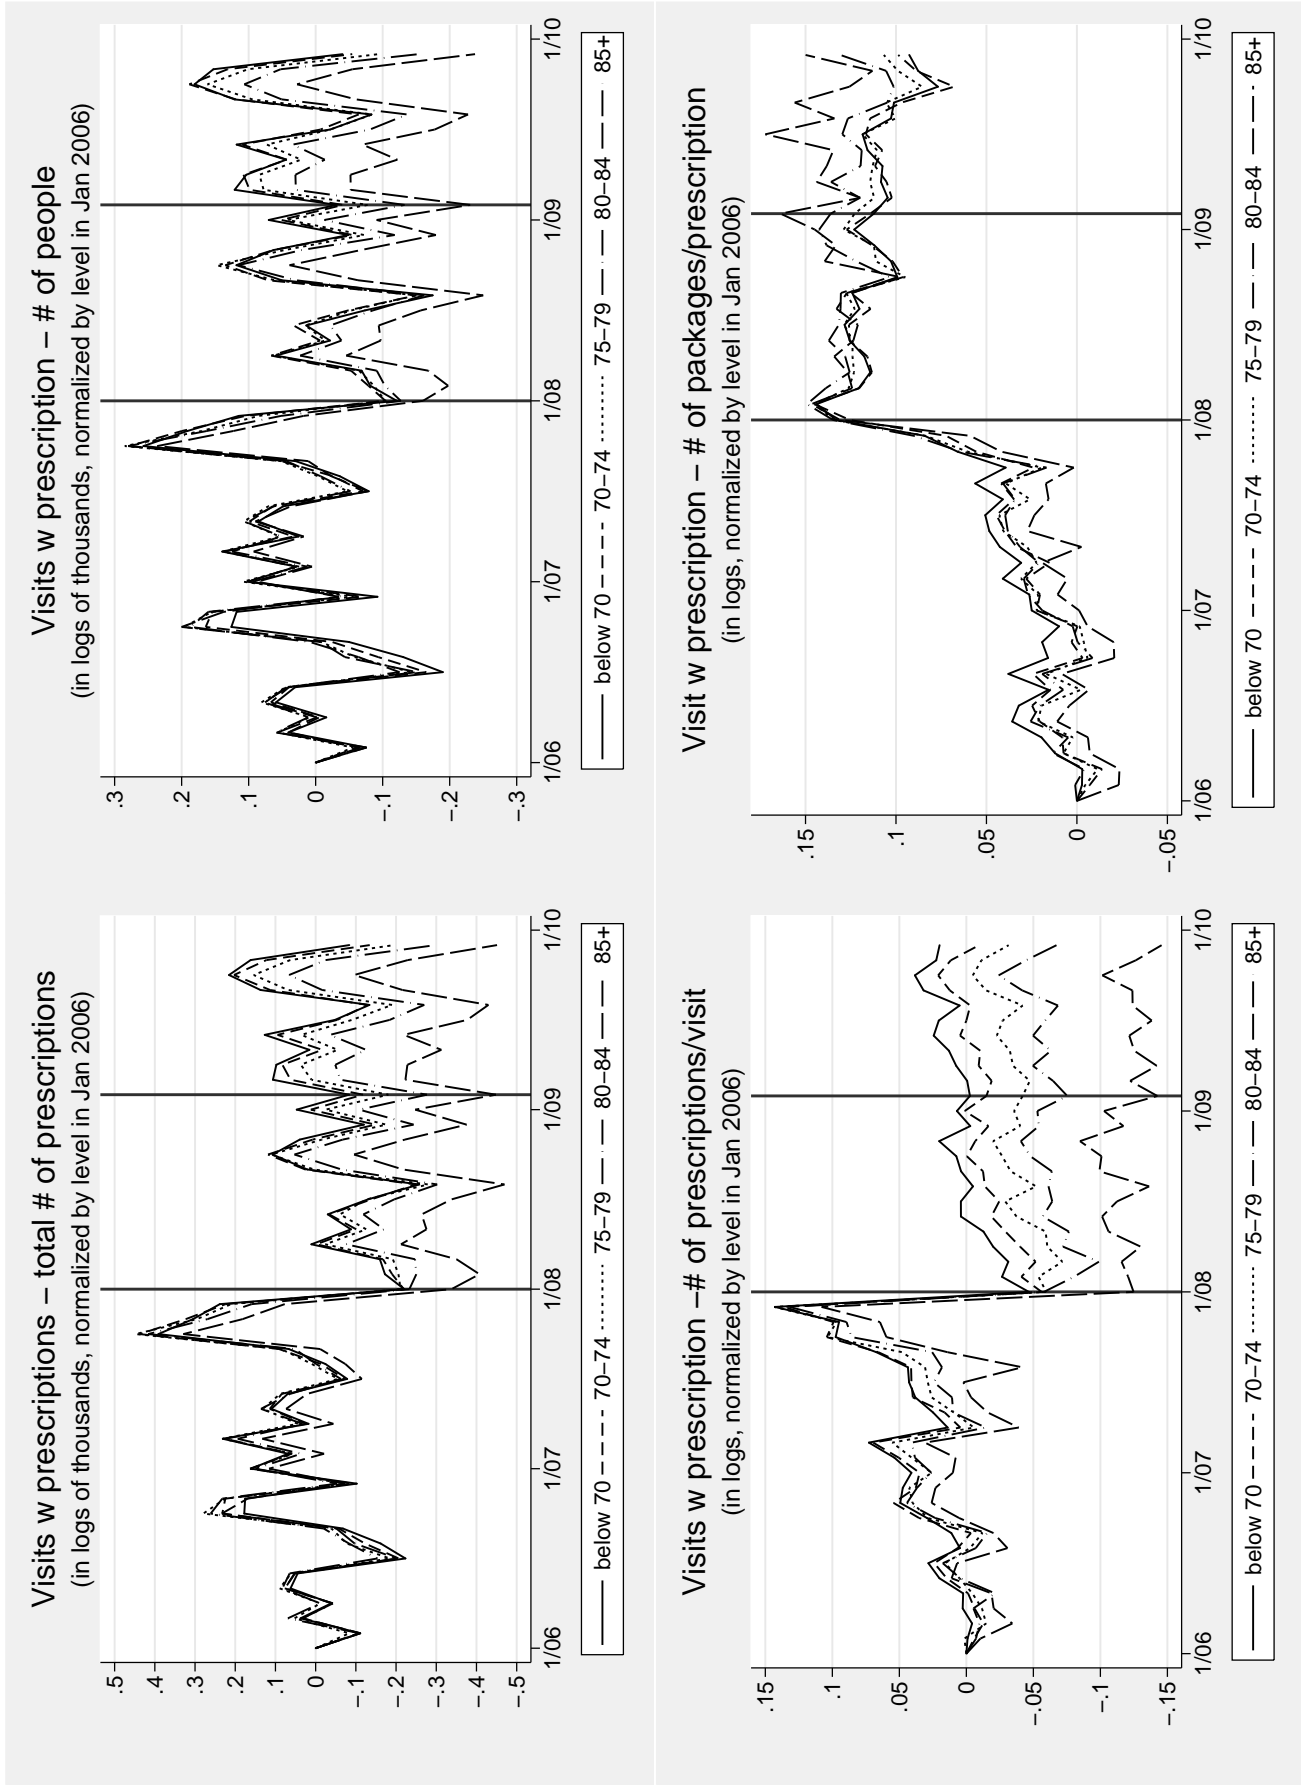 Visits w prescriptions – total # of prescriptions
(in logs of thousands, normalized by level in Jan 2006)
.5
.4
.3
.2
.1
0
−.1
−.2
−.3
−.4
−.5
1/06 1/07 1/08 1/09 1/10
below 70 70−74 75−79 80−84 85+
Visits w prescription – # of people
(in logs of thousands, normalized by level in Jan 2006)
.3
.2
.1
0
−.1
−.2
−.3
1/06 1/07 1/08 1/09 1/10
below 70 70−74 75−79 80−84 85+
Visits w prescription –# of prescriptions/visit
(in logs, normalized by level in Jan 2006)
.15
.1
.05
0
−.05
−.1
−.15
1/06 1/07 1/08 1/09 1/10
below 70 70−74 75−79 80−84 85+
Visit w prescription – # of packages/prescription
(in logs, normalized by level in Jan 2006)
.15
.1
.05
0
−.05
1/06 1/07 1/08 1/09 1/10
below 70 70−74 75−79 80−84 85+